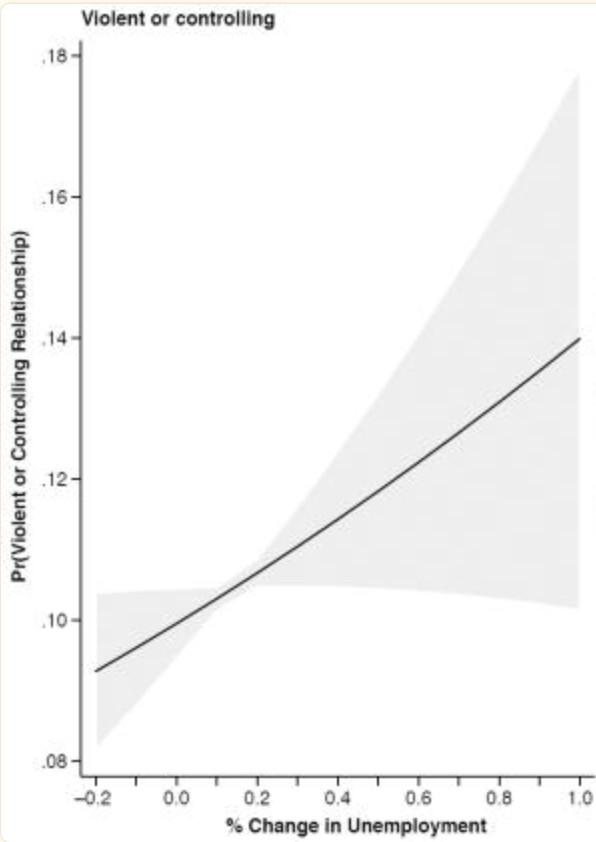 Violent or controlling
.18
.16
.14
.12
.10
.08
Pr(Violent or Controlling Relationship)
−0.2 0.0 0.2 0.4 0.6 0.8 1.0
% Change in Unemployment